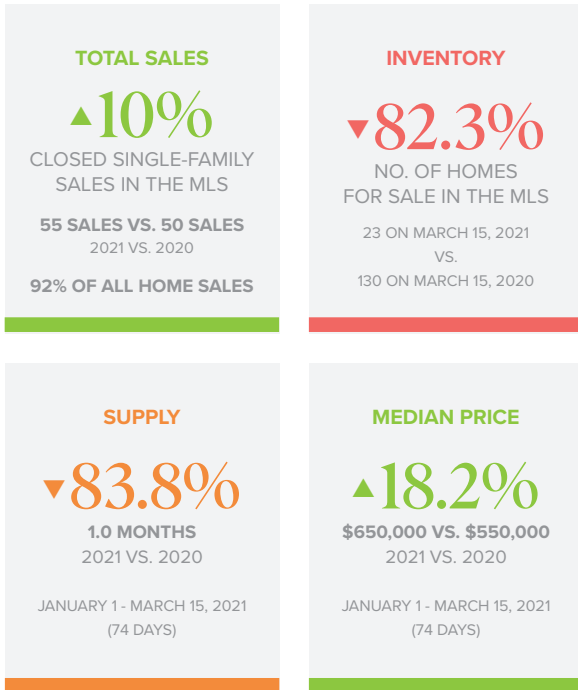 TOTAL SALES
▲10%
CLOSED SINGLE-FAMILY
SALES IN THE MLS
55 SALES VS. 50 SALES
2021 VS. 2020
92% OF ALL HOME SALES
INVENTORY
▼82.3%
NO. OF HOMES
FOR SALE IN THE MLS
23 ON MARCH 15, 2021
VS.
130 ON MARCH 15, 2020
SUPPLY
▼83.8%
1.0 MONTHS
2021 VS. 2020
JANUARY 1 - MARCH 15, 2021
(74 DAYS)
MEDIAN PRICE
▲18.2%
$650,000 VS. $550,000
2021 VS. 2020
JANUARY 1 - MARCH 15, 2021
(74 DAYS)